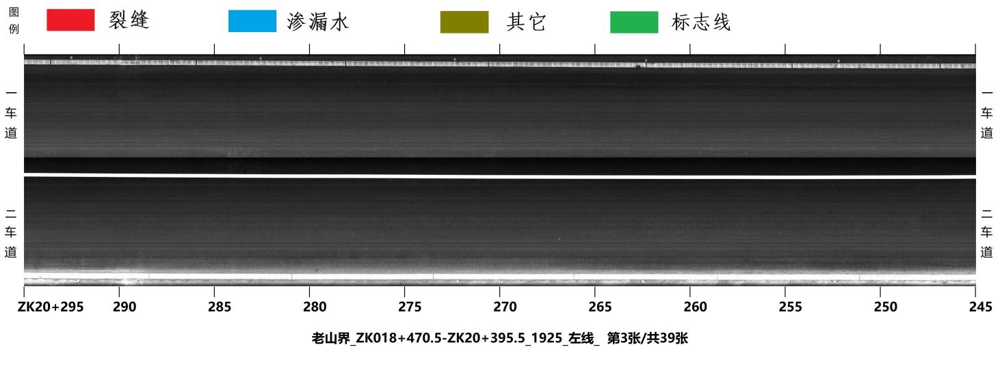 图例
裂缝
渗漏水
其它
标志线
一车道
一车道
二车道
二车道
ZK20+295 290 285 280 275 270 265 260 255 250 245
老山界_ZK018+470.5-ZK20+395.5_1925_左线_ 第3张/共39张